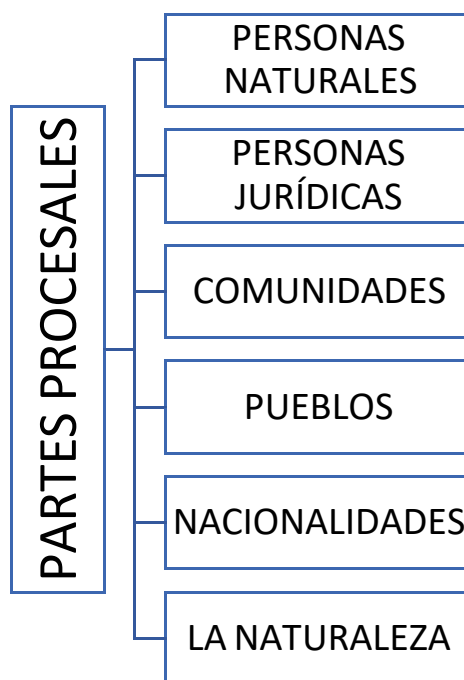 PARTES PROCESALES
PERSONAS
NATURALES
PERSONAS
JURÍDICAS
COMUNIDADES
PUEBLOS
NACIONALIDADES
LA NATURALEZA